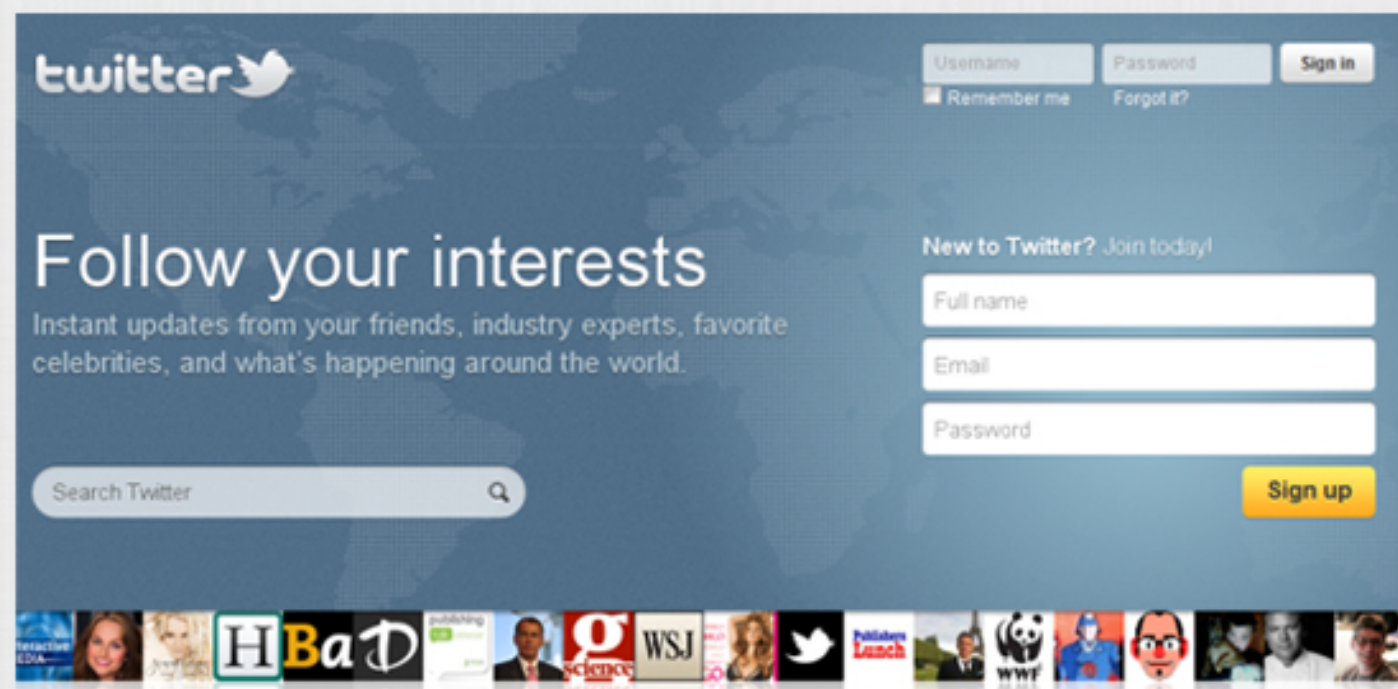 twitter
Username Password Sign in
Remember me Forgot it?
Follow your interests
Instant updates from your friends, industry experts, favorite
celebrities, and what's happening around the world.
New to Twitter? Join today!
Full name
Email
Password
Search Twitter
Sign up
H
BaD
publishing
g
science
WSJ
Publishers
Lunch
WWF